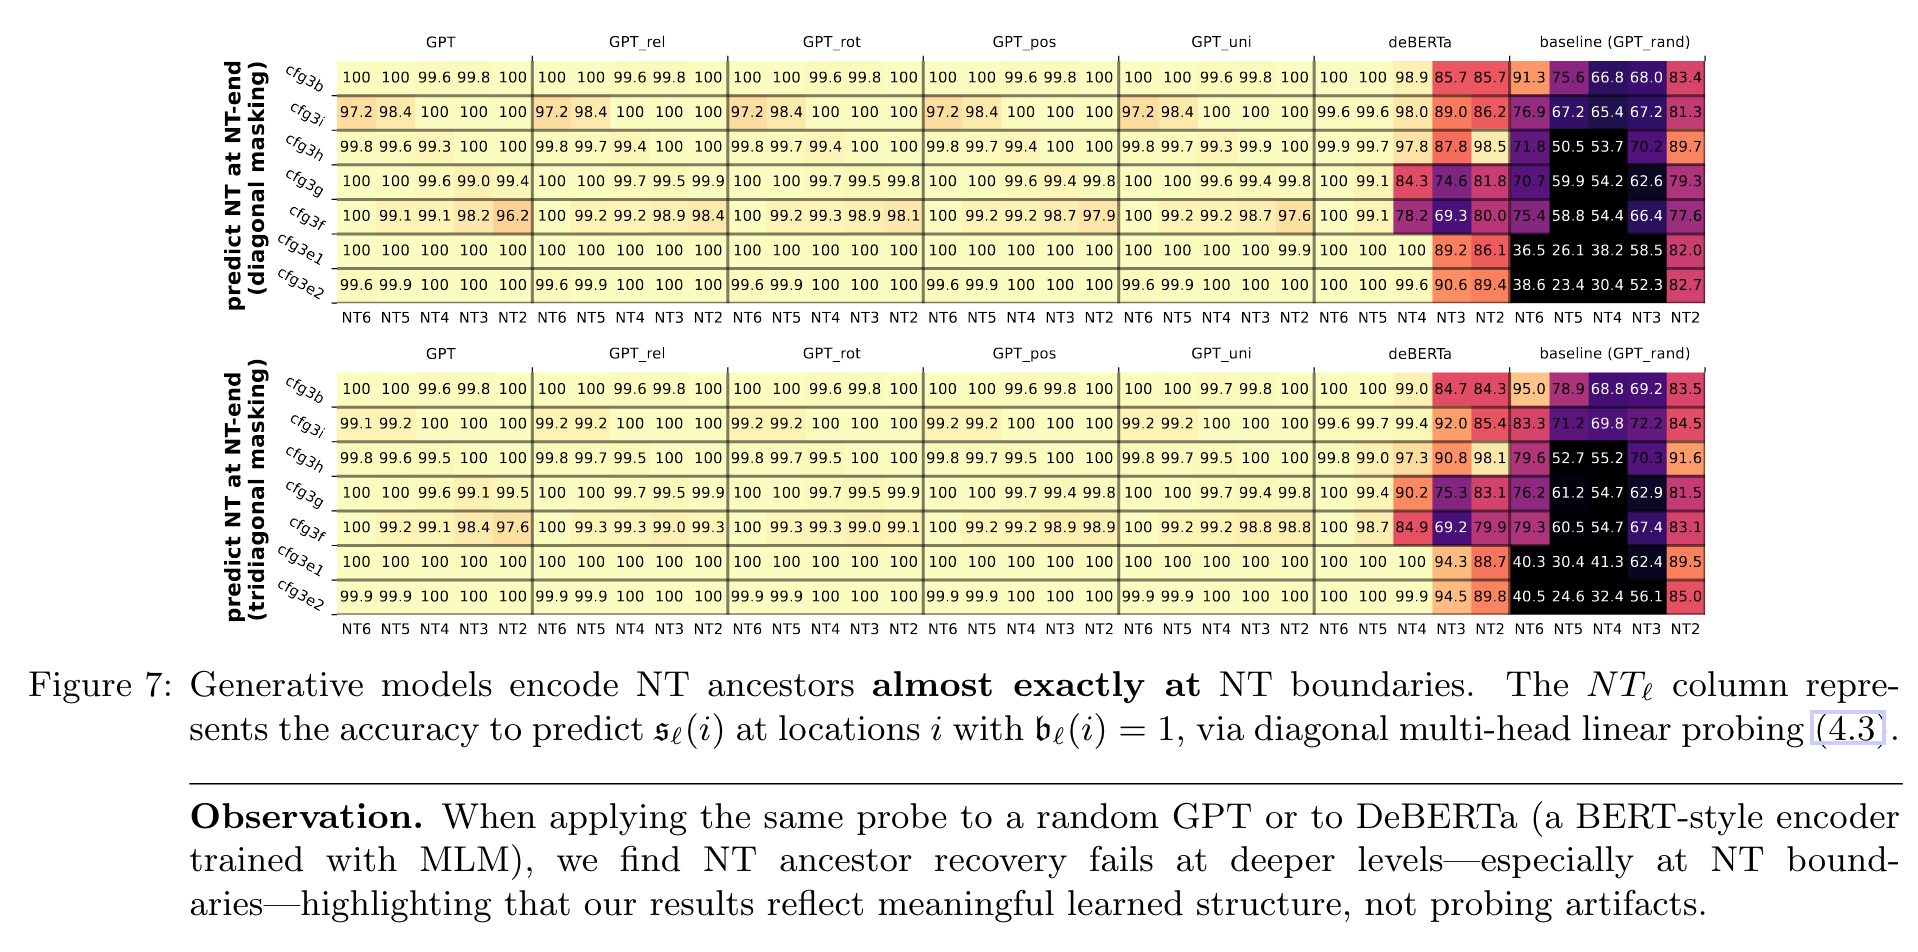 GPT GPT_rel GPT_rot GPT_pos GPT_uni deBERTa baseline (GPT_rand)
predict NT at NT-end
(diagonal masking)
cfg3b 100 100 99.6 99.8 100 100 100 99.6 99.8 100 100 100 99.6 99.8 100 100 100 99.6 99.8 100 100 100 99.6 99.8 100 100 100 98.9 85.7 85.7 91.3 75.6 66.8 68.0 83.4
cfg3i 97.2 98.4 100 100 100 97.2 98.4 100 100 100 97.2 98.4 100 100 100 97.2 98.4 100 100 100 97.2 98.4 100 100 100 99.6 99.6 98.0 89.0 86.2 76.9 67.2 65.4 67.2 81.3
cfg3h 99.8 99.6 99.3 100 100 99.8 99.7 99.4 100 100 99.8 99.7 99.4 100 100 99.8 99.7 99.4 100 100 99.8 99.7 99.3 99.9 100 99.9 99.7 97.8 87.8 98.5 71.8 50.5 53.7 70.2 89.7
cfg3g 100 100 99.6 99.0 99.4 100 100 99.7 99.5 99.9 100 100 99.7 99.5 99.8 100 100 99.6 99.4 99.8 100 100 99.6 99.4 99.8 100 99.1 84.3 74.6 81.8 70.7 59.9 54.2 62.6 79.3
cfg3f 100 99.1 99.1 98.2 96.2 100 99.2 99.2 98.9 98.4 100 99.2 99.3 98.9 98.1 100 99.2 99.2 98.7 97.9 100 99.2 99.2 98.7 97.6 100 99.1 78.2 69.3 80.0 75.4 58.8 54.4 66.4 77.6
cfg3e1 100 100 100 100 100 100 100 100 100 100 100 100 100 100 100 100 100 100 100 100 100 100 100 100 99.9 100 100 100 89.2 86.1 36.5 26.1 38.2 58.5 82.0
cfg3e2 99.6 99.9 100 100 100 99.6 99.9 100 100 100 99.6 99.9 100 100 100 99.6 99.9 100 100 100 99.6 99.9 100 100 100 100 100 99.6 90.6 89.4 38.6 23.4 30.4 52.3 82.7
NT6 NT5 NT4 NT3 NT2 NT6 NT5 NT4 NT3 NT2 NT6 NT5 NT4 NT3 NT2 NT6 NT5 NT4 NT3 NT2 NT6 NT5 NT4 NT3 NT2 NT6 NT5 NT4 NT3 NT2 NT6 NT5 NT4 NT3 NT2
GPT GPT_rel GPT_rot GPT_pos GPT_uni deBERTa baseline (GPT_rand)
predict NT at NT-end
(tridiagonal masking)
cfg3b 100 100 99.6 99.8 100 100 100 99.6 99.8 100 100 100 99.6 99.8 100 100 100 99.6 99.8 100 100 100 99.7 99.8 100 100 100 99.0 84.7 84.3 95.0 78.9 68.8 69.2 83.5
cfg3i 99.1 99.2 100 100 100 99.2 99.2 100 100 100 99.2 99.2 100 100 100 99.2 99.2 100 100 100 99.2 99.2 100 100 100 99.6 99.7 99.4 92.0 85.4 83.3 71.2 69.8 72.2 84.5
cfg3h 99.8 99.6 99.5 100 100 99.8 99.7 99.5 100 100 99.8 99.7 99.5 100 100 99.8 99.7 99.5 100 100 99.8 99.7 99.5 100 100 99.8 99.0 97.3 90.8 98.1 79.6 52.7 55.2 70.3 91.6
cfg3g 100 100 99.6 99.1 99.5 100 100 99.7 99.5 99.9 100 100 99.7 99.5 99.9 100 100 99.7 99.4 99.8 100 100 99.7 99.4 99.8 100 99.4 90.2 75.3 83.1 76.2 61.2 54.7 62.9 81.5
cfg3f 100 99.2 99.1 98.4 97.6 100 99.3 99.3 99.0 99.3 100 99.3 99.3 99.0 99.1 100 99.2 99.2 98.9 98.9 100 99.2 99.2 98.8 98.8 100 98.7 84.9 69.2 79.9 79.3 60.5 54.7 67.4 83.1
cfg3e1 100 100 100 100 100 100 100 100 100 100 100 100 100 100 100 100 100 100 100 100 100 100 100 100 100 100 100 100 94.3 88.7 40.3 30.4 41.3 62.4 89.5
cfg3e2 99.9 99.9 100 100 100 99.9 99.9 100 100 100 99.9 99.9 100 100 100 99.9 99.9 100 100 100 99.9 99.9 100 100 100 100 100 99.9 94.5 89.8 40.5 24.6 32.4 56.1 85.0
NT6 NT5 NT4 NT3 NT2 NT6 NT5 NT4 NT3 NT2 NT6 NT5 NT4 NT3 NT2 NT6 NT5 NT4 NT3 NT2 NT6 NT5 NT4 NT3 NT2 NT6 NT5 NT4 NT3 NT2 NT6 NT5 NT4 NT3 NT2
Figure 7: Generative models encode NT ancestors almost exactly at NT boundaries. The NTℓ column repre-
sents the accuracy to predict 𝔰ℓ(i) at locations i with 𝔟ℓ(i) = 1, via diagonal multi-head linear probing (4.3).
Observation. When applying the same probe to a random GPT or to DeBERTa (a BERT-style encoder
trained with MLM), we find NT ancestor recovery fails at deeper levels—especially at NT bound-
aries—highlighting that our results reflect meaningful learned structure, not probing artifacts.